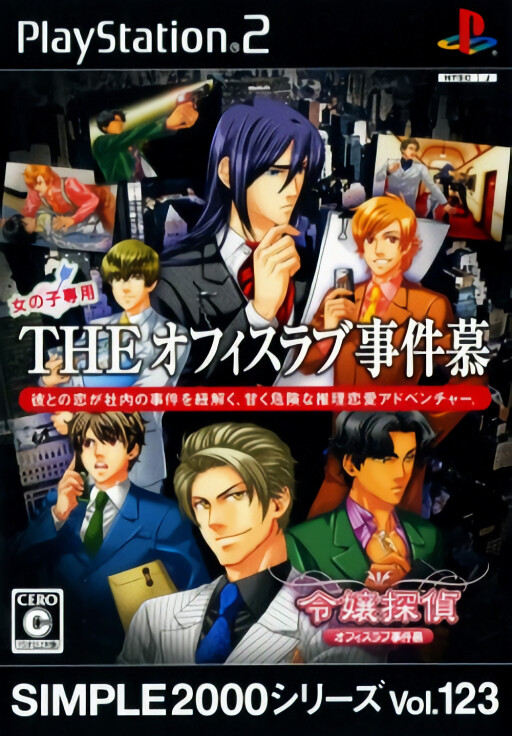 PlayStation®2
NTSC J
女の子専用
THE オフィスラブ事件慕
彼との恋が社内の事件を紐解く、甘く危険な推理恋愛アドベンチャー。
令嬢探偵
オフィスラブ事件慕
CERO
C
SIMPLE2000シリーズ Vol.123